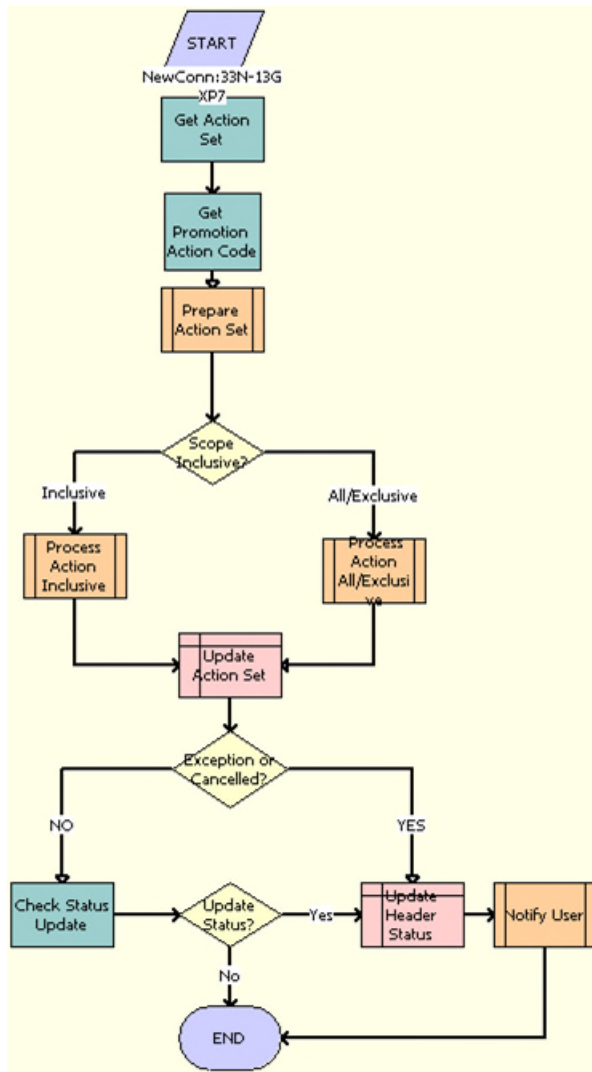 START
NewConn:33N-13G
XP7
Get Action
Set
Get
Promotion
Action Code
Prepare
Action Set
Scope
Inclusive?
Inclusive
All/Exclusive
Process
Action
Inclusive
Process
Action
All/Exclusi
ve
Update
Action Set
Exception or
Cancelled?
NO
YES
Check Status
Update
Update
Status?
Yes
Update
Header
Status
Notify User
No
END